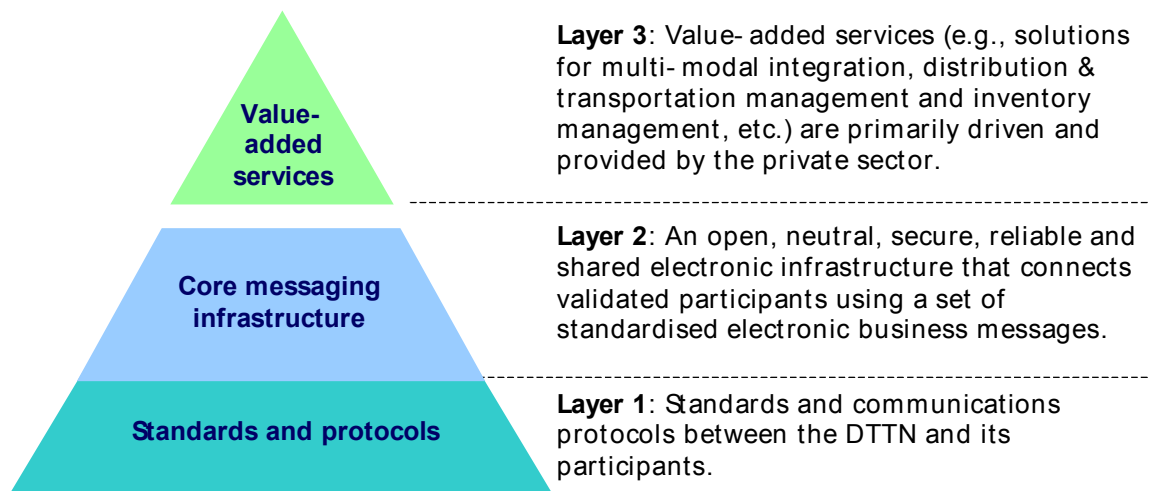 Value-
added
services
Layer 3: Value- added services (e.g., solutions
for multi- modal integration, distribution &
transportation management and inventory
management, etc.) are primarily driven and
provided by the private sector.
Core messaging
infrastructure
Layer 2: An open, neutral, secure, reliable and
shared electronic infrastructure that connects
validated participants using a set of
standardised electronic business messages.
Standards and protocols
Layer 1: Standards and communications
protocols between the DTTN and its
participants.